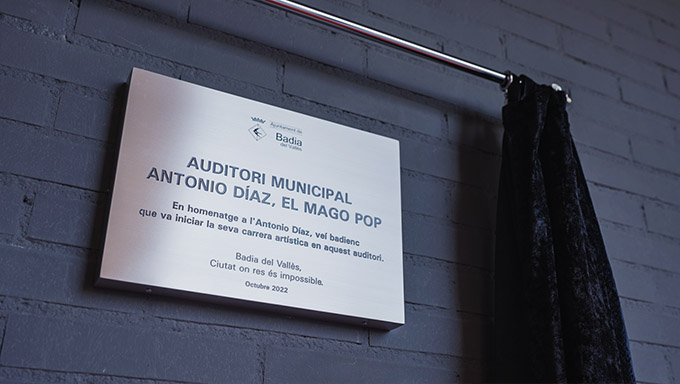 Ajuntament de
Badia
del Vallès
AUDITORI MUNICIPAL
ANTONIO DÍAZ, EL MAGO POP
En homenatge a l'Antonio Díaz, veí badienc
que va iniciar la seva carrera artística en aquest auditori.
Badia del Vallès,
Ciutat on res és impossible.
Octubre 2022